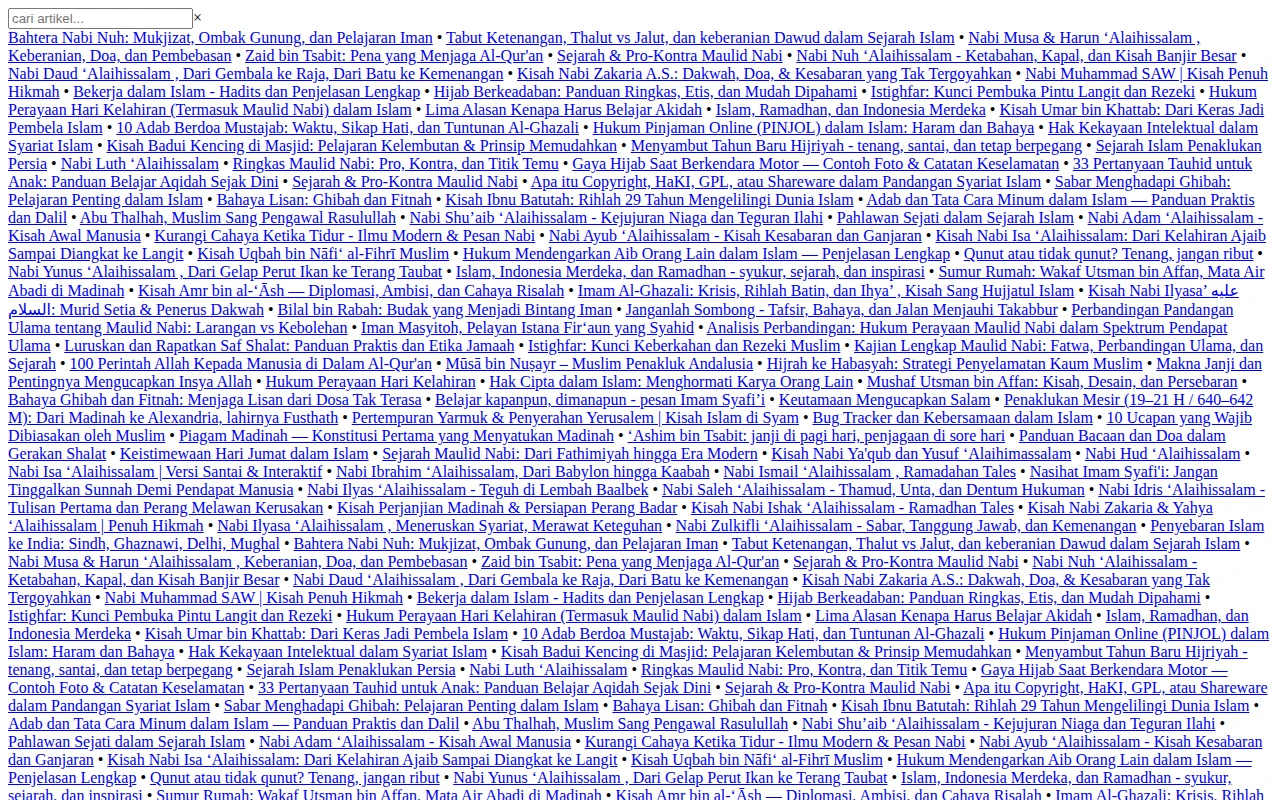 cari artikel... ×
Bahtera Nabi Nuh: Mukjizat, Ombak Gunung, dan Pelajaran Iman • Tabut Ketenangan, Thalut vs Jalut, dan keberanian Dawud dalam Sejarah Islam • Nabi Musa & Harun ‘Alaihissalam ,
Keberanian, Doa, dan Pembebasan • Zaid bin Tsabit: Pena yang Menjaga Al-Qur'an • Sejarah & Pro-Kontra Maulid Nabi • Nabi Nuh ‘Alaihissalam - Ketabahan, Kapal, dan Kisah Banjir Besar •
Nabi Daud ‘Alaihissalam , Dari Gembala ke Raja, Dari Batu ke Kemenangan • Kisah Nabi Zakaria A.S.: Dakwah, Doa, & Kesabaran yang Tak Tergoyahkan • Nabi Muhammad SAW | Kisah Penuh
Hikmah • Bekerja dalam Islam - Hadits dan Penjelasan Lengkap • Hijab Berkeadaban: Panduan Ringkas, Etis, dan Mudah Dipahami • Istighfar: Kunci Pembuka Pintu Langit dan Rezeki • Hukum
Perayaan Hari Kelahiran (Termasuk Maulid Nabi) dalam Islam • Lima Alasan Kenapa Harus Belajar Akidah • Islam, Ramadhan, dan Indonesia Merdeka • Kisah Umar bin Khattab: Dari Keras Jadi
Pembela Islam • 10 Adab Berdoa Mustajab: Waktu, Sikap Hati, dan Tuntunan Al-Ghazali • Hukum Pinjaman Online (PINJOL) dalam Islam: Haram dan Bahaya • Hak Kekayaan Intelektual dalam
Syariat Islam • Kisah Badui Kencing di Masjid: Pelajaran Kelembutan & Prinsip Memudahkan • Menyambut Tahun Baru Hijriyah - tenang, santai, dan tetap berpegang • Sejarah Islam Penaklukan
Persia • Nabi Luth ‘Alaihissalam • Ringkas Maulid Nabi: Pro, Kontra, dan Titik Temu • Gaya Hijab Saat Berkendara Motor — Contoh Foto & Catatan Keselamatan • 33 Pertanyaan Tauhid untuk
Anak: Panduan Belajar Aqidah Sejak Dini • Sejarah & Pro-Kontra Maulid Nabi • Apa itu Copyright, HaKI, GPL, atau Shareware dalam Pandangan Syariat Islam • Sabar Menghadapi Ghibah:
Pelajaran Penting dalam Islam • Bahaya Lisan: Ghibah dan Fitnah • Kisah Ibnu Batutah: Rihlah 29 Tahun Mengelilingi Dunia Islam • Adab dan Tata Cara Minum dalam Islam — Panduan Praktis
dan Dalil • Abu Thalhah, Muslim Sang Pengawal Rasulullah • Nabi Shu’aib ‘Alaihissalam - Kejujuran Niaga dan Teguran Ilahi • Pahlawan Sejati dalam Sejarah Islam • Nabi Adam ‘Alaihissalam -
Kisah Awal Manusia • Kurangi Cahaya Ketika Tidur - Ilmu Modern & Pesan Nabi • Nabi Ayub ‘Alaihissalam - Kisah Kesabaran dan Ganjaran • Kisah Nabi Isa ‘Alaihissalam: Dari Kelahiran Ajaib
Sampai Diangkat ke Langit • Kisah Uqbah bin Nāfi‘ al-Fihrī Muslim • Hukum Mendengarkan Aib Orang Lain dalam Islam — Penjelasan Lengkap • Qunut atau tidak qunut? Tenang, jangan ribut •
Nabi Yunus ‘Alaihissalam , Dari Gelap Perut Ikan ke Terang Taubat • Islam, Indonesia Merdeka, dan Ramadhan - syukur, sejarah, dan inspirasi • Sumur Rumah: Wakaf Utsman bin Affan, Mata Air
Abadi di Madinah • Kisah Amr bin al-‘Āsh — Diplomasi, Ambisi, dan Cahaya Risalah • Imam Al-Ghazali: Krisis, Rihlah Batin, dan Ihya’ , Kisah Sang Hujjatul Islam • Kisah Nabi Ilyasa’ عليه
السلام: Murid Setia & Penerus Dakwah • Bilal bin Rabah: Budak yang Menjadi Bintang Iman • Janganlah Sombong - Tafsir, Bahaya, dan Jalan Menjauhi Takabbur • Perbandingan Pandangan
Ulama tentang Maulid Nabi: Larangan vs Kebolehan • Iman Masyitoh, Pelayan Istana Fir‘aun yang Syahid • Analisis Perbandingan: Hukum Perayaan Maulid Nabi dalam Spektrum Pendapat
Ulama • Luruskan dan Rapatkan Saf Shalat: Panduan Praktis dan Etika Jamaah • Istighfar: Kunci Keberkahan dan Rezeki Muslim • Kajian Lengkap Maulid Nabi: Fatwa, Perbandingan Ulama, dan
Sejarah • 100 Perintah Allah Kepada Manusia di Dalam Al-Qur'an • Mūsā bin Nuṣayr – Muslim Penakluk Andalusia • Hijrah ke Habasyah: Strategi Penyelamatan Kaum Muslim • Makna Janji dan
Pentingnya Mengucapkan Insya Allah • Hukum Perayaan Hari Kelahiran • Hak Cipta dalam Islam: Menghormati Karya Orang Lain • Mushaf Utsman bin Affan: Kisah, Desain, dan Persebaran •
Bahaya Ghibah dan Fitnah: Menjaga Lisan dari Dosa Tak Terasa • Belajar kapanpun, dimanapun - pesan Imam Syafi’i • Keutamaan Mengucapkan Salam • Penaklukan Mesir (19–21 H / 640–642
M): Dari Madinah ke Alexandria, lahirnya Fusthath • Pertempuran Yarmuk & Penyerahan Yerusalem | Kisah Islam di Syam • Bug Tracker dan Kebersamaan dalam Islam • 10 Ucapan yang Wajib
Dibiasakan oleh Muslim • Piagam Madinah — Konstitusi Pertama yang Menyatukan Madinah • ‘Ashim bin Tsabit: janji di pagi hari, penjagaan di sore hari • Panduan Bacaan dan Doa dalam
Gerakan Shalat • Keistimewaan Hari Jumat dalam Islam • Sejarah Maulid Nabi: Dari Fathimiyah hingga Era Modern • Kisah Nabi Ya'qub dan Yusuf ‘Alaihimassalam • Nabi Hud ‘Alaihissalam •
Nabi Isa ‘Alaihissalam | Versi Santai & Interaktif • Nabi Ibrahim ‘Alaihissalam, Dari Babylon hingga Kaabah • Nabi Ismail ‘Alaihissalam , Ramadahan Tales • Nasihat Imam Syafi'i: Jangan
Tinggalkan Sunnah Demi Pendapat Manusia • Nabi Ilyas ‘Alaihissalam - Teguh di Lembah Baalbek • Nabi Saleh ‘Alaihissalam - Thamud, Unta, dan Dentum Hukuman • Nabi Idris ‘Alaihissalam -
Tulisan Pertama dan Perang Melawan Kerusakan • Kisah Perjanjian Madinah & Persiapan Perang Badar • Kisah Nabi Ishak ‘Alaihissalam - Ramadhan Tales • Kisah Nabi Zakaria & Yahya
‘Alaihissalam | Penuh Hikmah • Nabi Ilyasa ‘Alaihissalam , Meneruskan Syariat, Merawat Keteguhan • Nabi Zulkifli ‘Alaihissalam - Sabar, Tanggung Jawab, dan Kemenangan • Penyebaran Islam
ke India: Sindh, Ghaznawi, Delhi, Mughal • Bahtera Nabi Nuh: Mukjizat, Ombak Gunung, dan Pelajaran Iman • Tabut Ketenangan, Thalut vs Jalut, dan keberanian Dawud dalam Sejarah Islam •
Nabi Musa & Harun ‘Alaihissalam , Keberanian, Doa, dan Pembebasan • Zaid bin Tsabit: Pena yang Menjaga Al-Qur'an • Sejarah & Pro-Kontra Maulid Nabi • Nabi Nuh ‘Alaihissalam -
Ketabahan, Kapal, dan Kisah Banjir Besar • Nabi Daud ‘Alaihissalam , Dari Gembala ke Raja, Dari Batu ke Kemenangan • Kisah Nabi Zakaria A.S.: Dakwah, Doa, & Kesabaran yang Tak
Tergoyahkan • Nabi Muhammad SAW | Kisah Penuh Hikmah • Bekerja dalam Islam - Hadits dan Penjelasan Lengkap • Hijab Berkeadaban: Panduan Ringkas, Etis, dan Mudah Dipahami •
Istighfar: Kunci Pembuka Pintu Langit dan Rezeki • Hukum Perayaan Hari Kelahiran (Termasuk Maulid Nabi) dalam Islam • Lima Alasan Kenapa Harus Belajar Akidah • Islam, Ramadhan, dan
Indonesia Merdeka • Kisah Umar bin Khattab: Dari Keras Jadi Pembela Islam • 10 Adab Berdoa Mustajab: Waktu, Sikap Hati, dan Tuntunan Al-Ghazali • Hukum Pinjaman Online (PINJOL) dalam
Islam: Haram dan Bahaya • Hak Kekayaan Intelektual dalam Syariat Islam • Kisah Badui Kencing di Masjid: Pelajaran Kelembutan & Prinsip Memudahkan • Menyambut Tahun Baru Hijriyah -
tenang, santai, dan tetap berpegang • Sejarah Islam Penaklukan Persia • Nabi Luth ‘Alaihissalam • Ringkas Maulid Nabi: Pro, Kontra, dan Titik Temu • Gaya Hijab Saat Berkendara Motor —
Contoh Foto & Catatan Keselamatan • 33 Pertanyaan Tauhid untuk Anak: Panduan Belajar Aqidah Sejak Dini • Sejarah & Pro-Kontra Maulid Nabi • Apa itu Copyright, HaKI, GPL, atau Shareware
dalam Pandangan Syariat Islam • Sabar Menghadapi Ghibah: Pelajaran Penting dalam Islam • Bahaya Lisan: Ghibah dan Fitnah • Kisah Ibnu Batutah: Rihlah 29 Tahun Mengelilingi Dunia Islam •
Adab dan Tata Cara Minum dalam Islam — Panduan Praktis dan Dalil • Abu Thalhah, Muslim Sang Pengawal Rasulullah • Nabi Shu’aib ‘Alaihissalam - Kejujuran Niaga dan Teguran Ilahi •
Pahlawan Sejati dalam Sejarah Islam • Nabi Adam ‘Alaihissalam - Kisah Awal Manusia • Kurangi Cahaya Ketika Tidur - Ilmu Modern & Pesan Nabi • Nabi Ayub ‘Alaihissalam - Kisah Kesabaran
dan Ganjaran • Kisah Nabi Isa ‘Alaihissalam: Dari Kelahiran Ajaib Sampai Diangkat ke Langit • Kisah Uqbah bin Nāfi‘ al-Fihrī Muslim • Hukum Mendengarkan Aib Orang Lain dalam Islam —
Penjelasan Lengkap • Qunut atau tidak qunut? Tenang, jangan ribut • Nabi Yunus ‘Alaihissalam , Dari Gelap Perut Ikan ke Terang Taubat • Islam, Indonesia Merdeka, dan Ramadhan - syukur,
sejarah, dan inspirasi • Sumur Rumah: Wakaf Utsman bin Affan, Mata Air Abadi di Madinah • Kisah Amr bin al-‘Āsh — Diplomasi, Ambisi, dan Cahaya Risalah • Imam Al-Ghazali: Krisis, Rihlah